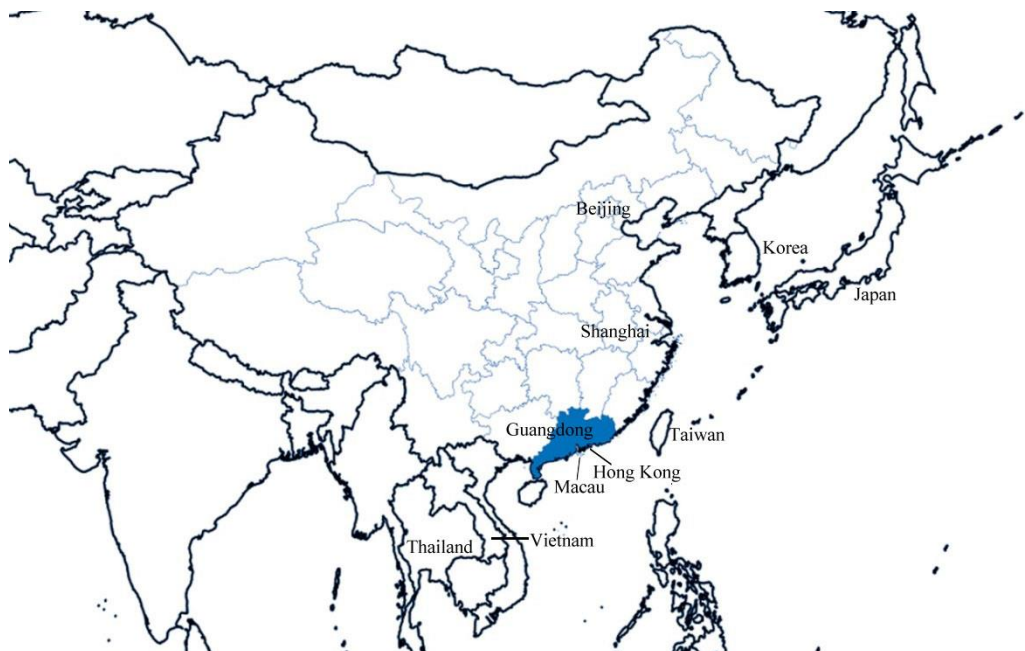 Beijing
Korea
Japan
Shanghai
Guangdong
Taiwan
Hong Kong
Macau
Thailand
Vietnam